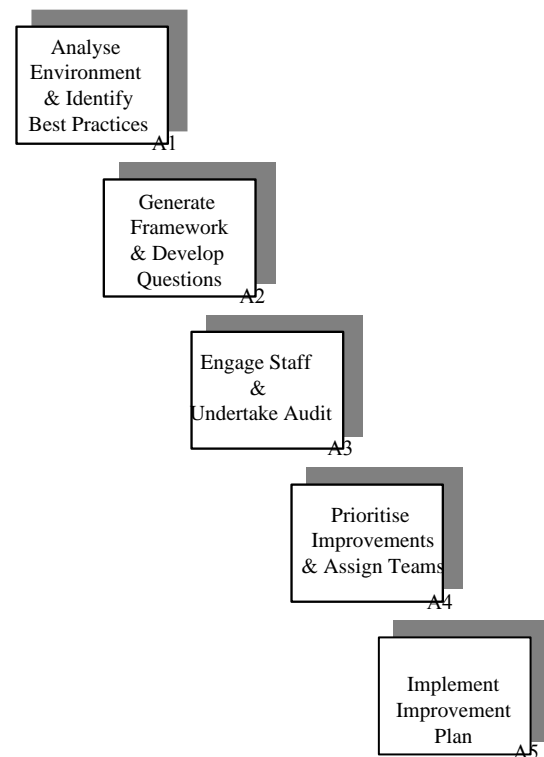 Analyse
Environment
& Identify
Best Practices
A1
Generate
Framework
& Develop
Questions
A2
Engage Staff
&
Undertake Audit
A3
Prioritise
Improvements
& Assign Teams
A4
Implement
Improvement
Plan
A5